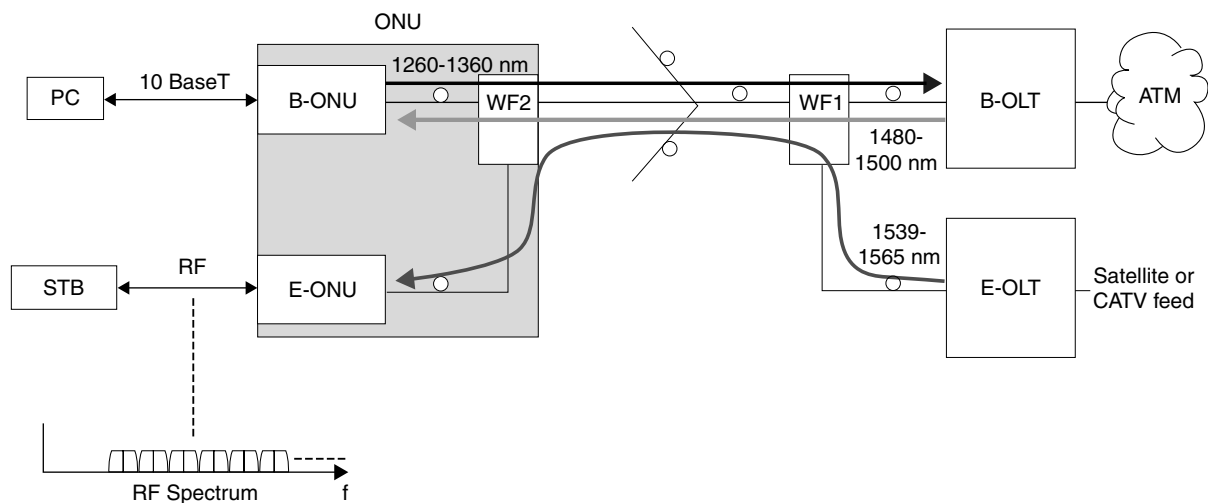 ONU
1260-1360 nm
10 BaseT
PC
B-ONU
WF2
WF1
B-OLT
ATM
1480-
1500 nm
1539-
1565 nm
RF
STB
E-ONU
E-OLT
Satellite or
CATV feed
RF Spectrum
f